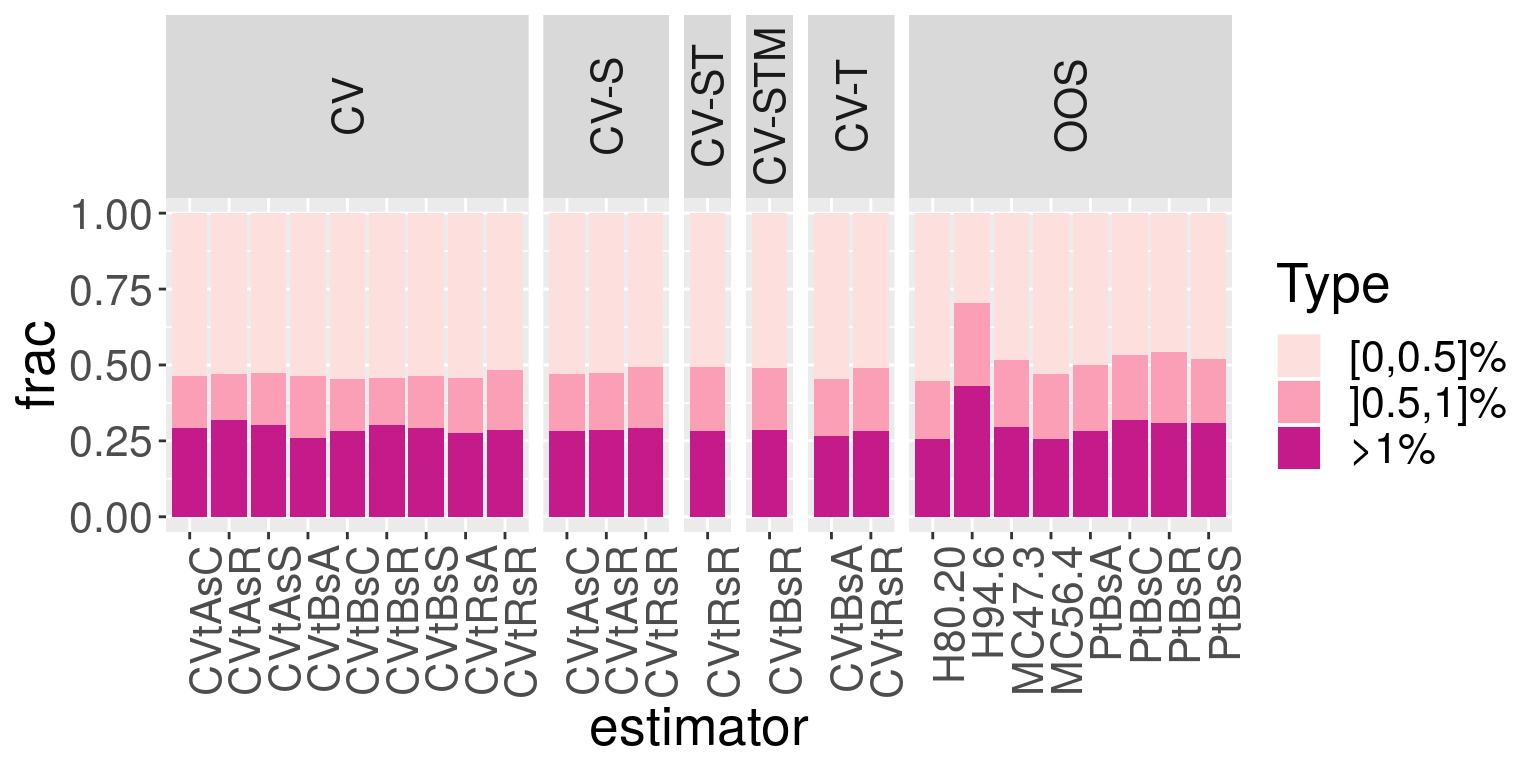 CV
CV-S
CV-ST
CV-STM
CV-T
OOS
1.00
0.75
0.50
0.25
0.00
frac
CVtAsC
CVtAsR
CVtAsS
CVtBsA
CVtBsC
CVtBsR
CVtBsS
CVtRsA
CVtRsR
CVtAsC
CVtAsR
CVtRsR
CVtRsR
CVtBsR
CVtBsA
CVtRsR
H80.20
H94.6
MC47.3
MC56.4
PtBsA
PtBsC
PtBsR
PtBsS
estimator
Type
[0,0.5]%
]0.5,1]%
>1%